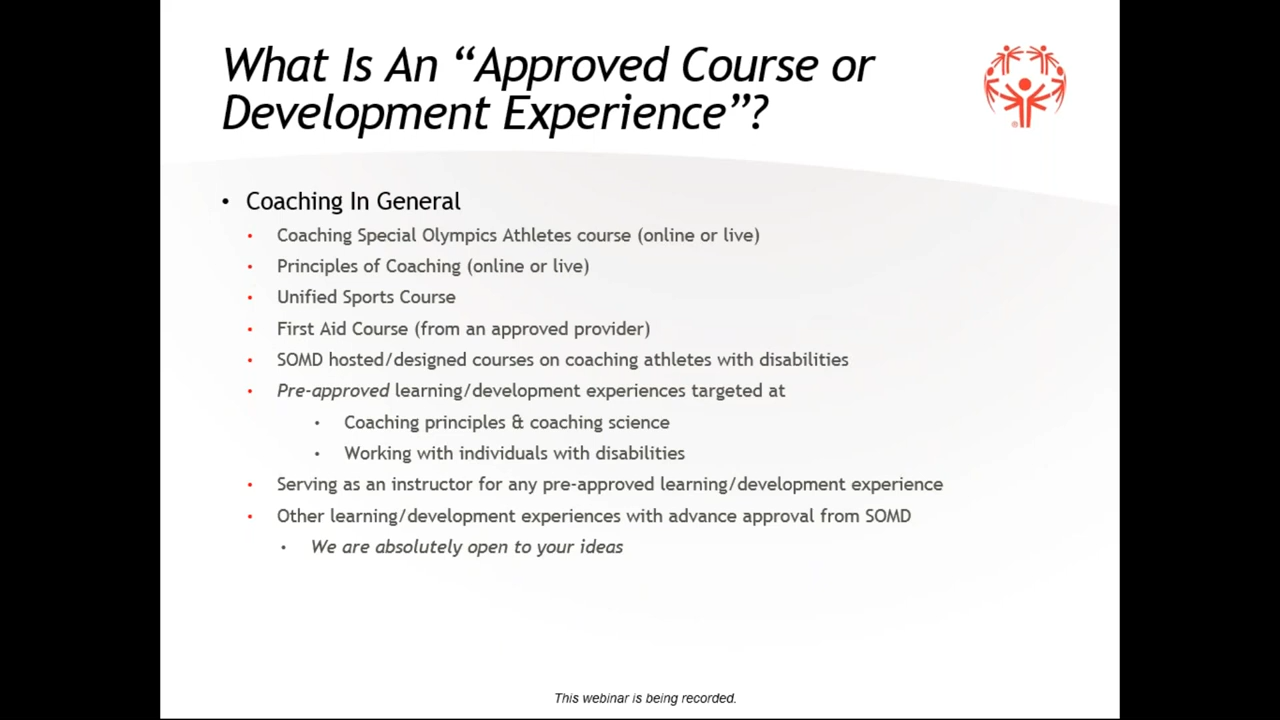 What Is An “Approved Course or
Development Experience”?
• Coaching In General
• Coaching Special Olympics Athletes course (online or live)
• Principles of Coaching (online or live)
• Unified Sports Course
• First Aid Course (from an approved provider)
• SOMD hosted/designed courses on coaching athletes with disabilities
• Pre-approved learning/development experiences targeted at
• Coaching principles & coaching science
• Working with individuals with disabilities
• Serving as an instructor for any pre-approved learning/development experience
• Other learning/development experiences with advance approval from SOMD
• We are absolutely open to your ideas
This webinar is being recorded.